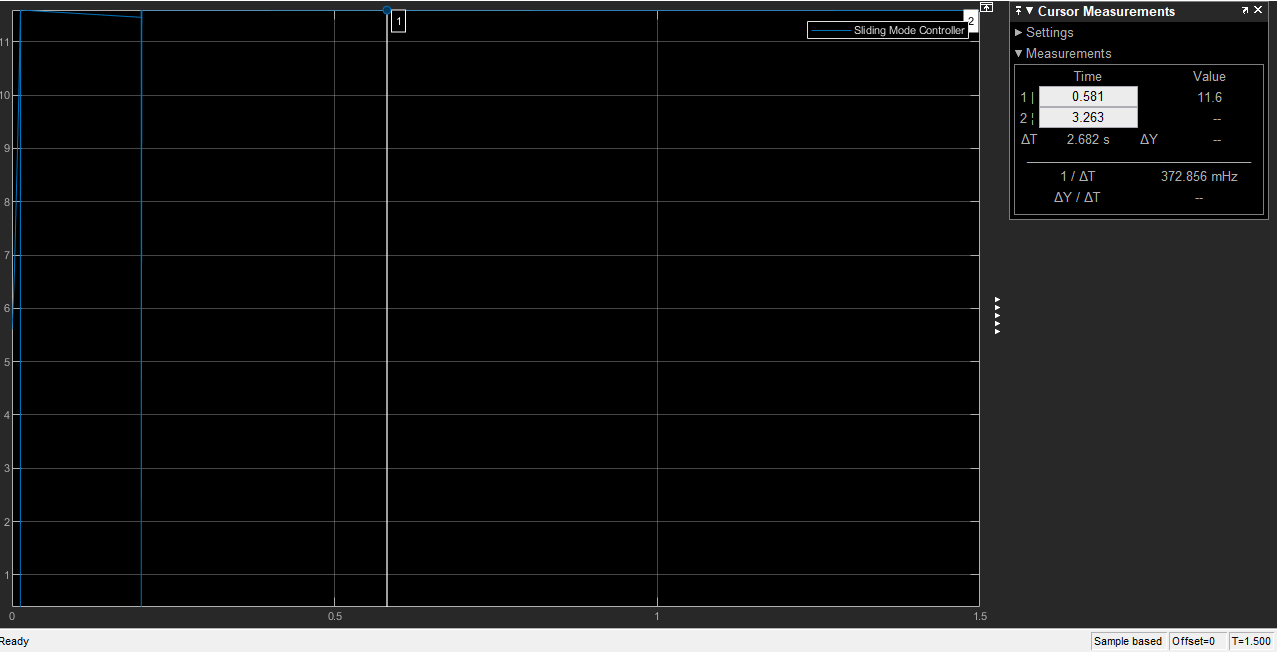 1
2
Sliding Mode Controller
11
10
9
8
7
6
5
4
3
2
1
0 0.5 1 1.5
Cursor Measurements
Settings
Measurements
Time Value
1 | 0.581 11.6
2 ¦ 3.263 --
ΔT 2.682 s ΔY --
1 / ΔT 372.856 mHz
ΔY / ΔT --
Ready Sample based Offset=0 T=1.500